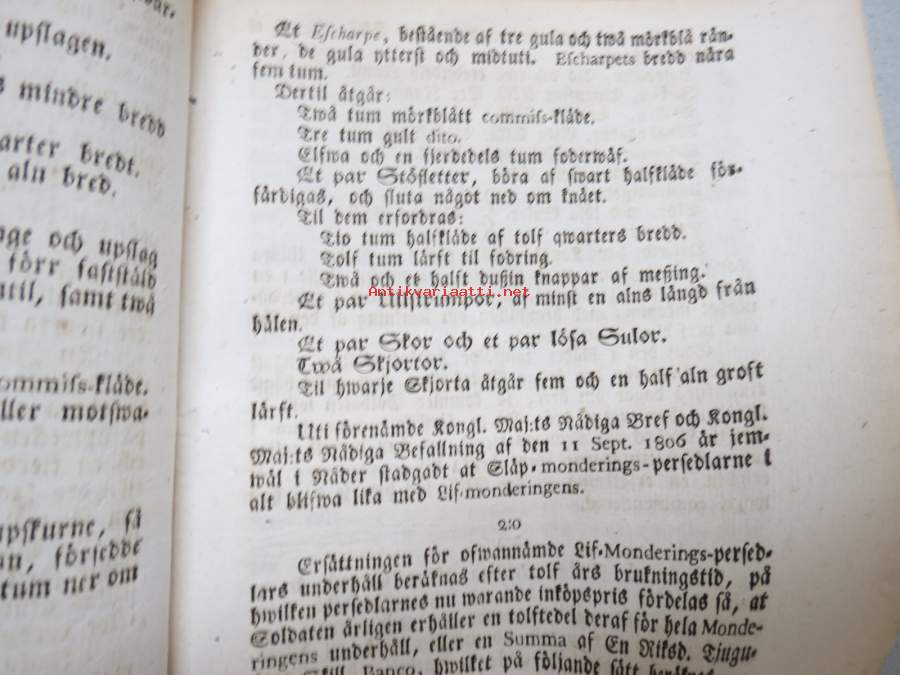 upslagen.
mindre bredd
bredt.
aln bred.
och upslag
förr faststäld
samt twå
commiss-kläde.
eller motswa-
så
försedde
tum ner om
Et Escharpe, bestående af tre gula och twå mörkblå rän-
der, de gula ytterst och midtuti. Escharpets bredd nära
fem tum.
Dertil åtgår:
Twå tum mörkblått commiss-kläde.
Tre tum gult dito.
Elfwa och en fjerdedels tum foderwäf.
Et par Stöfletter, böra af swart halfkläde för-
färdigas, och sluta något ned om knäet.
Til dem erfordras:
Tio tum halfkläde af tolf qwarters bredd.
Tolf tum lärft til fodring.
Twå och et halft dussin knappar af messing.
Antikvariaatti.net
Et par Ullstrumpor, af minst en alns längd från
hälen.
Et par Skor och et par lösa Sulor.
Twå Skjortor.
Til hwarje Skjorta åtgår fem och en half aln groft
lärft.
Uti förenämde Kongl. Maj:ts Nådiga Bref och Kongl.
Maj:ts Nådiga Befallning af den 11 Sept. 1806 är jem-
wäl i Nåder stadgadt at Släp-monderings-persedlarne i
alt blifwa lika med Lif-monderingens.
2:o
Ersättningen för ofwannämde Lif-Monderings-persed-
lars underhåll beräknas efter tolf års brukningstid, på
hwilken persedlarnes nu warande inköpspris fördelas så, at
Soldaten årligen erhåller en tolftedel deraf för hela Monde-
ringens underhåll, eller en Summa af En Riksd. Tjugu-
Skill. Banco, hwilket på följande sätt beräknas